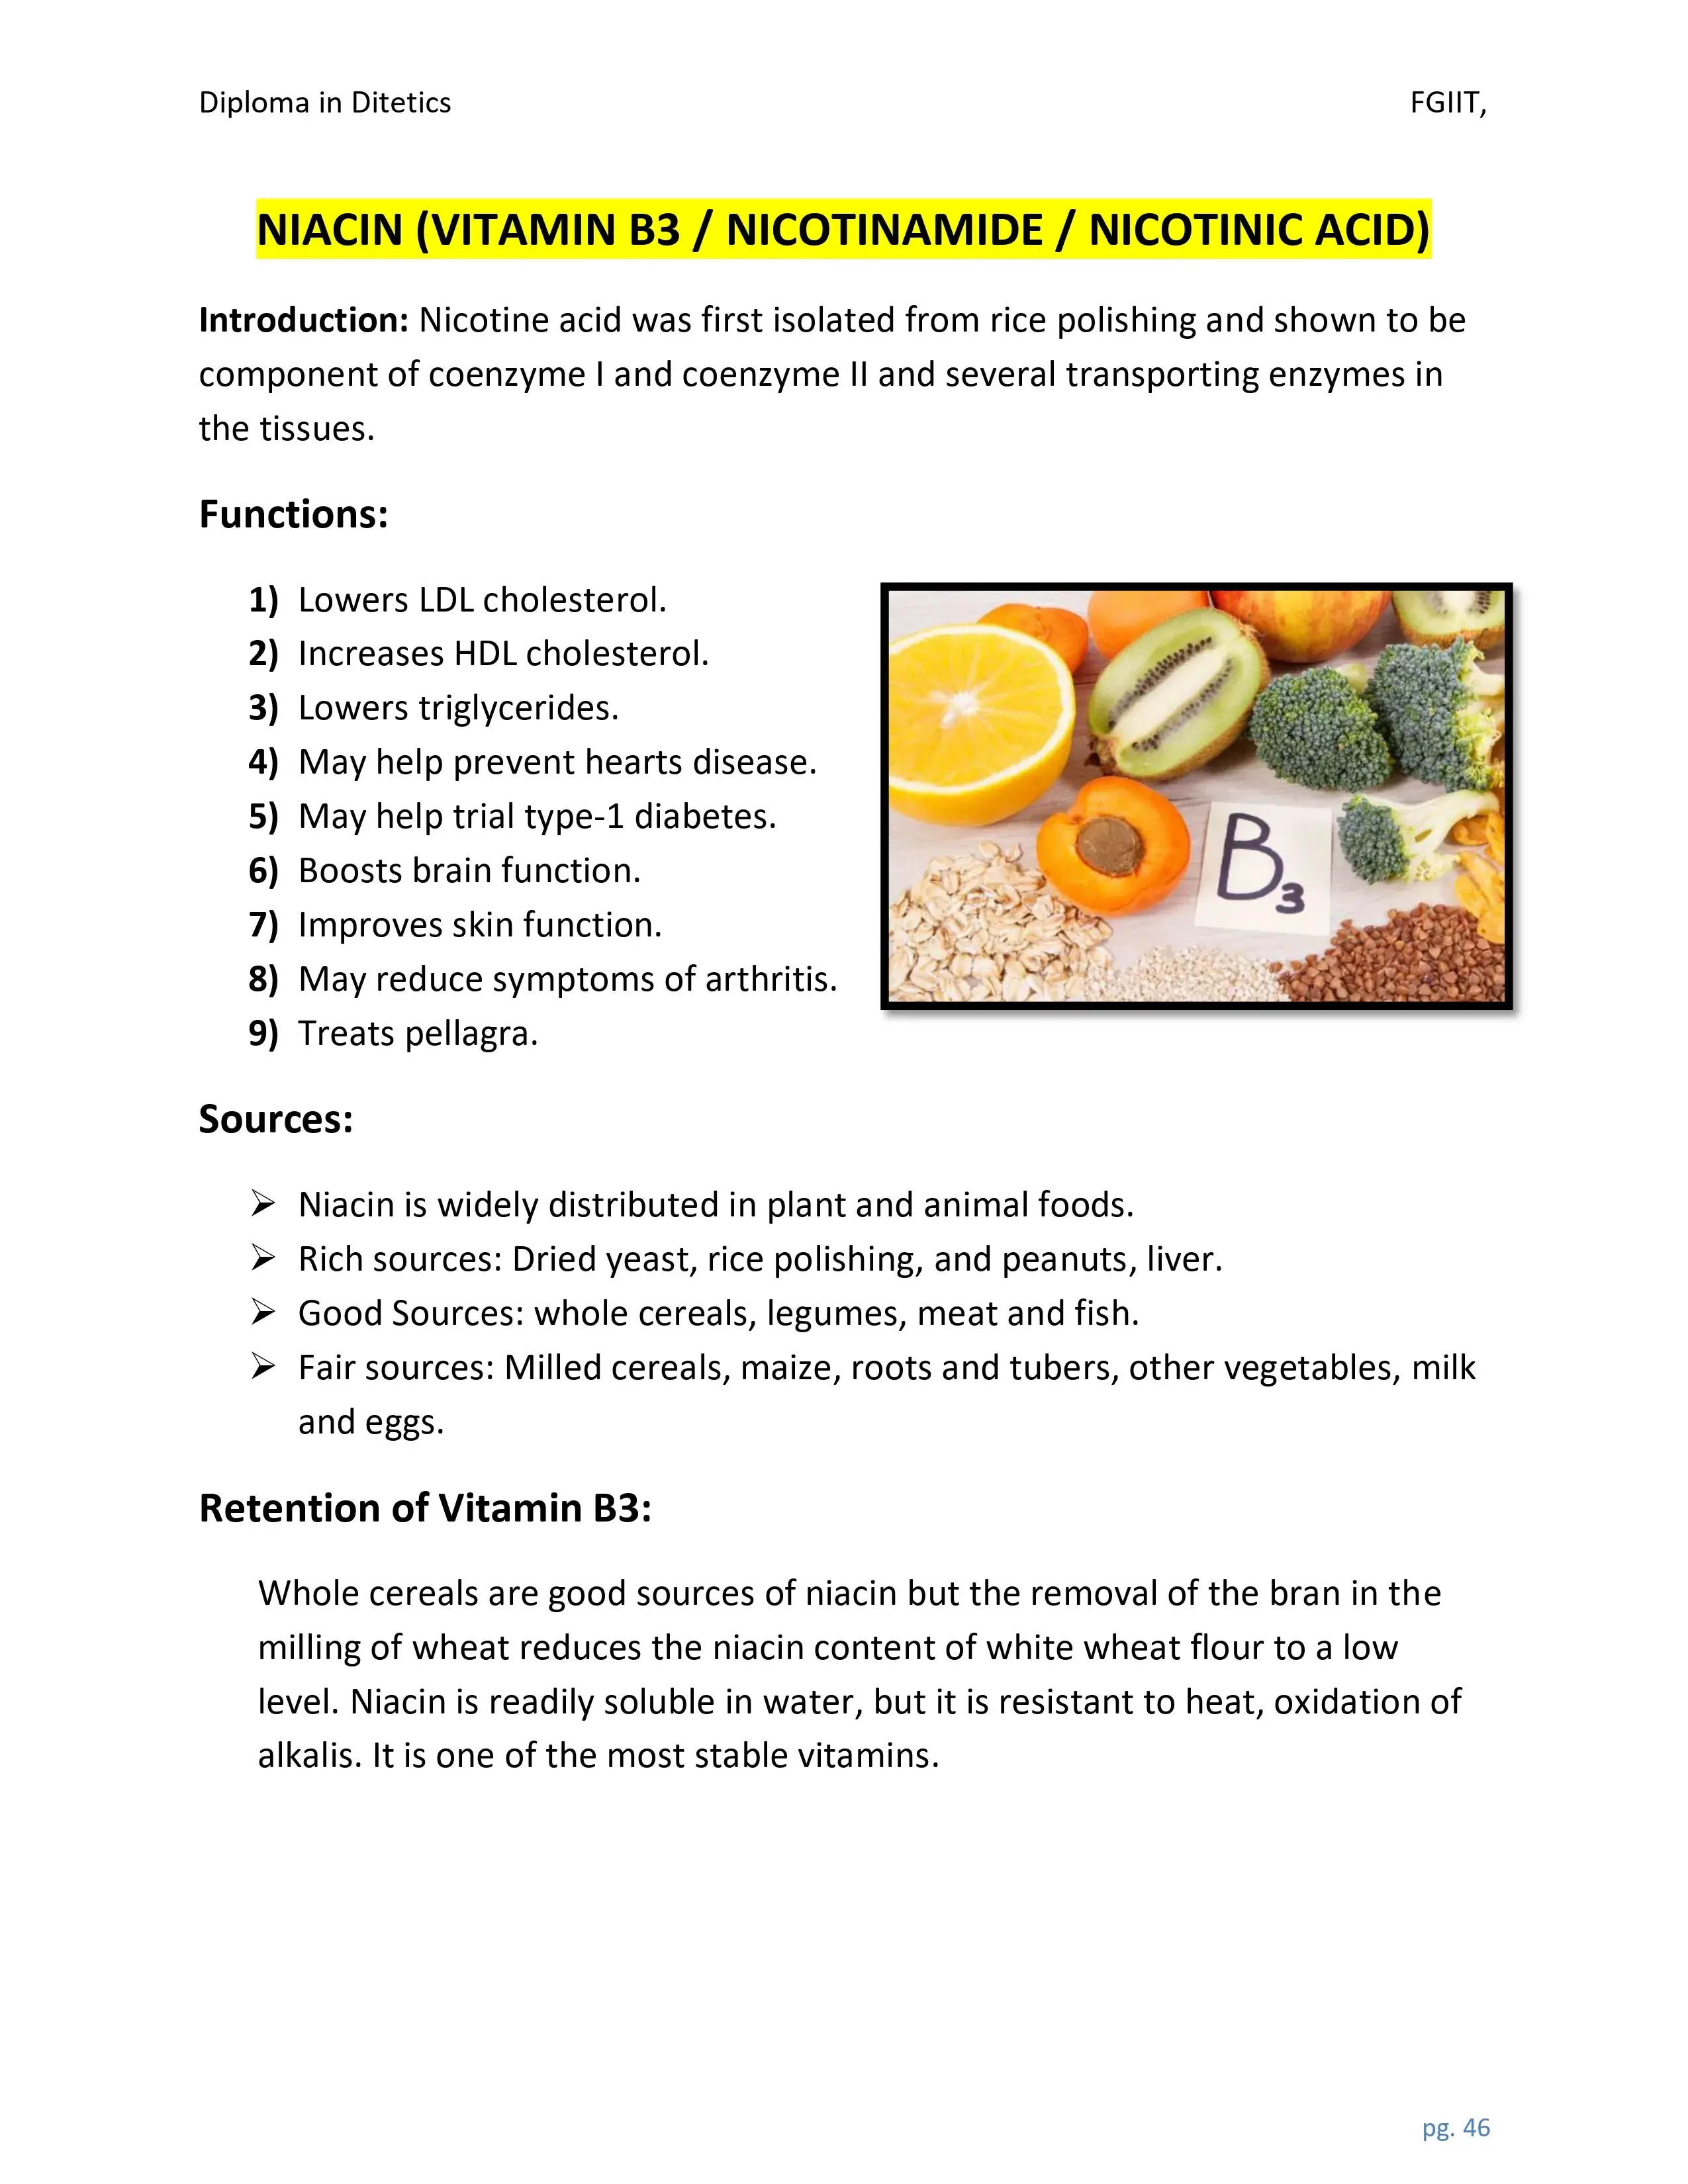 Diploma in Ditetics FGIIT,
NIACIN (VITAMIN B3 / NICOTINAMIDE / NICOTINIC ACID)
Introduction: Nicotine acid was first isolated from rice polishing and shown to be
component of coenzyme I and coenzyme II and several transporting enzymes in
the tissues.
Functions:
1) Lowers LDL cholesterol.
2) Increases HDL cholesterol.
3) Lowers triglycerides.
4) May help prevent hearts disease.
5) May help trial type-1 diabetes.
6) Boosts brain function.
7) Improves skin function.
8) May reduce symptoms of arthritis.
9) Treats pellagra.
B3
Sources:
➢ Niacin is widely distributed in plant and animal foods.
➢ Rich sources: Dried yeast, rice polishing, and peanuts, liver.
➢ Good Sources: whole cereals, legumes, meat and fish.
➢ Fair sources: Milled cereals, maize, roots and tubers, other vegetables, milk
and eggs.
Retention of Vitamin B3:
Whole cereals are good sources of niacin but the removal of the bran in the
milling of wheat reduces the niacin content of white wheat flour to a low
level. Niacin is readily soluble in water, but it is resistant to heat, oxidation of
alkalis. It is one of the most stable vitamins.
pg. 46